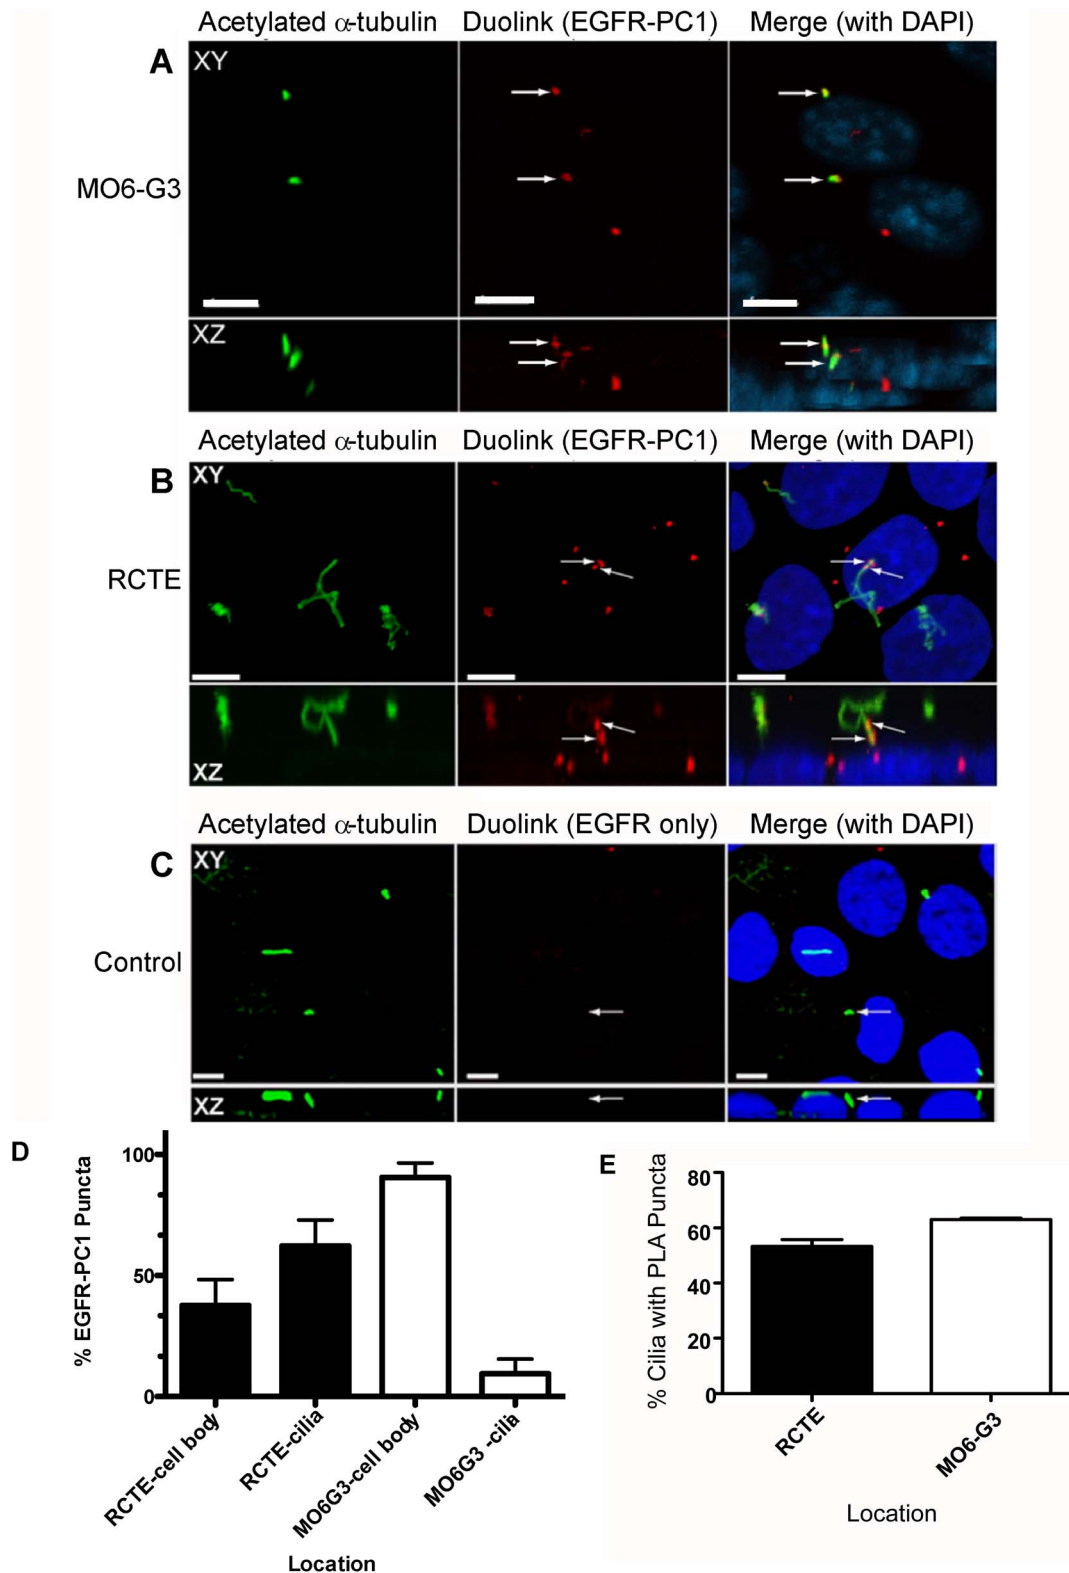 Acetylated α-tubulin Duolink (EGFR-PC1) Merge (with DAPI)
A
XY
MO6-G3
XZ
Acetylated α-tubulin Duolink (EGFR-PC1) Merge (with DAPI)
B
XY
RCTE
XZ
Acetylated α-tubulin Duolink (EGFR only) Merge (with DAPI)
C
XY
Control
XZ
D
% EGFR-PC1 Puncta
100
50
0
RCTE-cell body
RCTE-cilia
MO6G3-cell body
MO6G3 -cilia
Location
E
% Cilia with PLA Puncta
80
60
40
20
0
RCTE
MO6-G3
Location